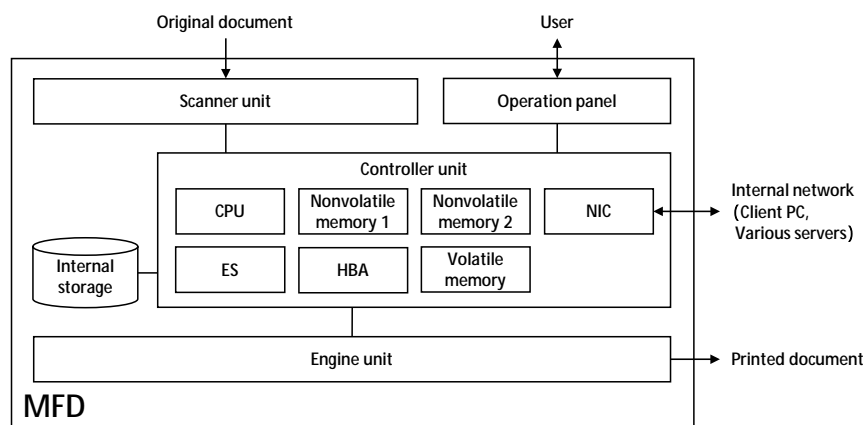 Original document
User
Scanner unit
Operation panel
Controller unit
CPU
Nonvolatile
memory 1
Nonvolatile
memory 2
NIC
Internal network
(Client PC,
Various servers)
Internal
storage
ES
HBA
Volatile
memory
Engine unit
Printed document
MFD